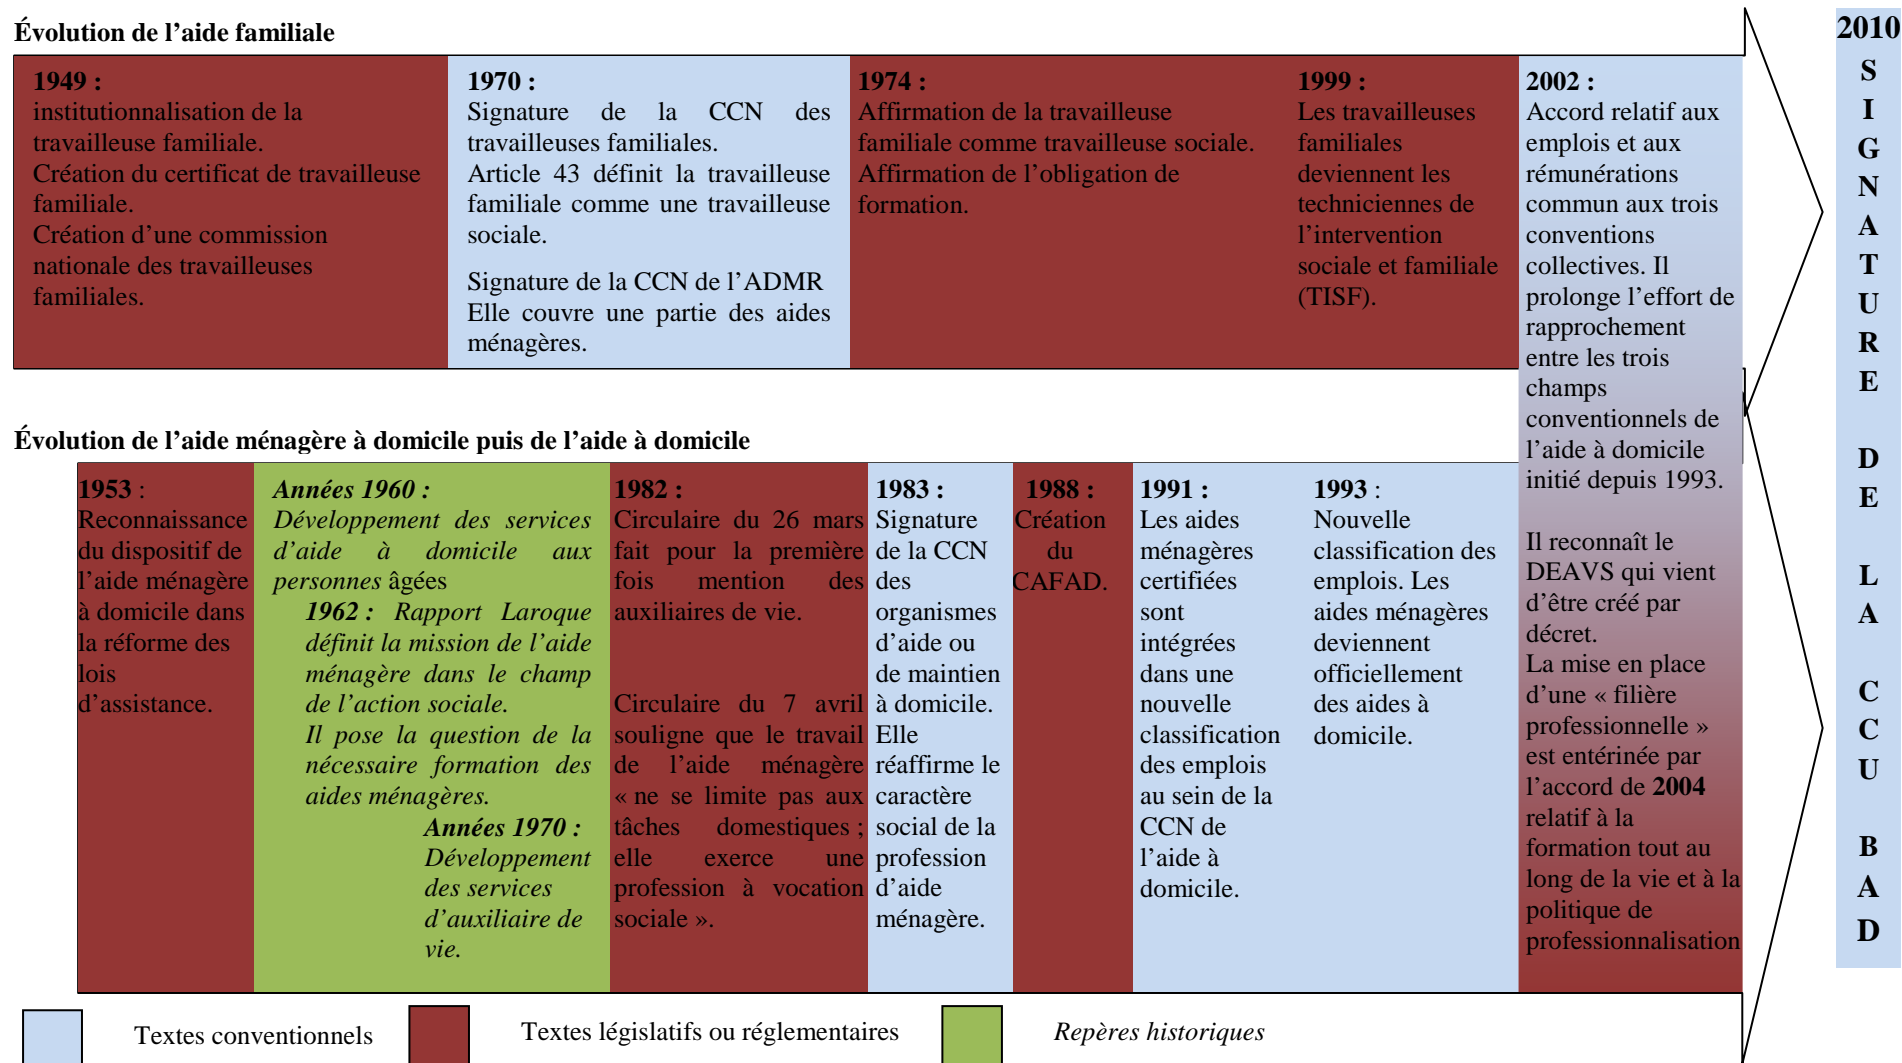 Évolution de l’aide familiale
1949 :
institutionnalisation de la
travailleuse familiale.
Création du certificat de travailleuse
familiale.
Création d’une commission
nationale des travailleuses
familiales.
1970 :
Signature de la CCN des
travailleuses familiales.
Article 43 définit la travailleuse
familiale comme une travailleuse
sociale.
Signature de la CCN de l’ADMR
Elle couvre une partie des aides
ménagères.
1974 :
Affirmation de la travailleuse
familiale comme travailleuse sociale.
Affirmation de l’obligation de
formation.
1999 :
Les travailleuses
familiales
deviennent les
techniciennes de
l’intervention
sociale et familiale
(TISF).
2002 :
Accord relatif aux
emplois et aux
rémunérations
commun aux trois
conventions
collectives. Il
prolonge l’effort de
rapprochement
entre les trois
champs
conventionnels de
l’aide à domicile
initié depuis 1993.
Il reconnaît le
DEAVS qui vient
d’être créé par
décret.
La mise en place
d’une « filière
professionnelle »
est entérinée par
l’accord de 2004
relatif à la
formation tout au
long de la vie et à la
politique de
professionnalisation
Évolution de l’aide ménagère à domicile puis de l’aide à domicile
1953 :
Reconnaissance
du dispositif de
l’aide ménagère
à domicile dans
la réforme des
lois
d’assistance.
Années 1960 :
Développement des services
d’aide à domicile aux
personnes âgées
1962 : Rapport Laroque
définit la mission de l’aide
ménagère dans le champ
de l’action sociale.
Il pose la question de la
nécessaire formation des
aides ménagères.
Années 1970 :
Développement
des services
d’auxiliaire de
vie.
1982 :
Circulaire du 26 mars
fait pour la première
fois mention des
auxiliaires de vie.
Circulaire du 7 avril
souligne que le travail
de l’aide ménagère
« ne se limite pas aux
tâches domestiques ;
elle exerce une
profession à vocation
sociale ».
1983 :
Signature
de la CCN
des
organismes
d’aide ou
de maintien
à domicile.
Elle
réaffirme le
caractère
social de la
profession
d’aide
ménagère.
1988 :
Création
du
CAFAD.
1991 :
Les aides
ménagères
certifiées
sont
intégrées
dans une
nouvelle
classification
des emplois
au sein de la
CCN de
l’aide à
domicile.
1993 :
Nouvelle
classification des
emplois. Les
aides ménagères
deviennent
officiellement
des aides à
domicile.
2010
S
I
G
N
A
T
U
R
E
D
E
L
A
C
C
U
B
A
D
Textes conventionnels
Textes législatifs ou réglementaires
Repères historiques